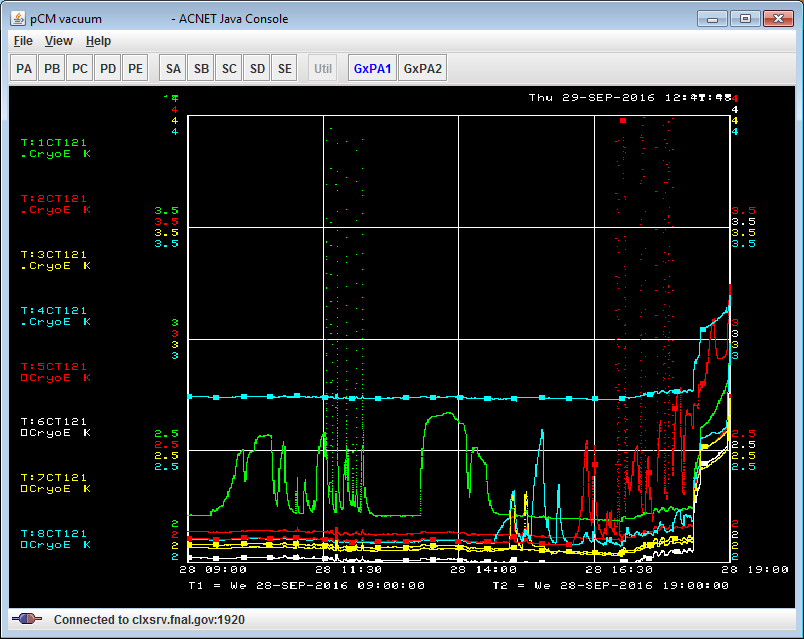 pCM vacuum - ACNET Java Console
File View Help
PA PB PC PD PE SA SB SC SD SE Util GxPA1 GxPA2
Thu 29-SEP-2016
4
4
4
4
4
4
4
T:1CT121
.CryoE K
T:2CT121
.CryoE K
3.5 3.5
3.5 3.5
3.5 3.5
3.5 3.5
T:3CT121
.CryoE K
T:4CT121
.CryoE K
3 3
3 3
3 3
3 3
T:5CT121
CryoE K
T:6CT121
CryoE K
2.5 2.5
2.5 2.5
2.5 2.5
2.5 2.5
T:7CT121
CryoE K
T:8CT121
CryoE K
2 2
2 2
2 2
2 2
28 09:00 28 11:30 28 14:00 28 16:30 28 19:00
T1 = We 28-SEP-2016 09:00:00 T2 = We 28-SEP-2016 19:00:00
Connected to clxsrv.fnal.gov:1920